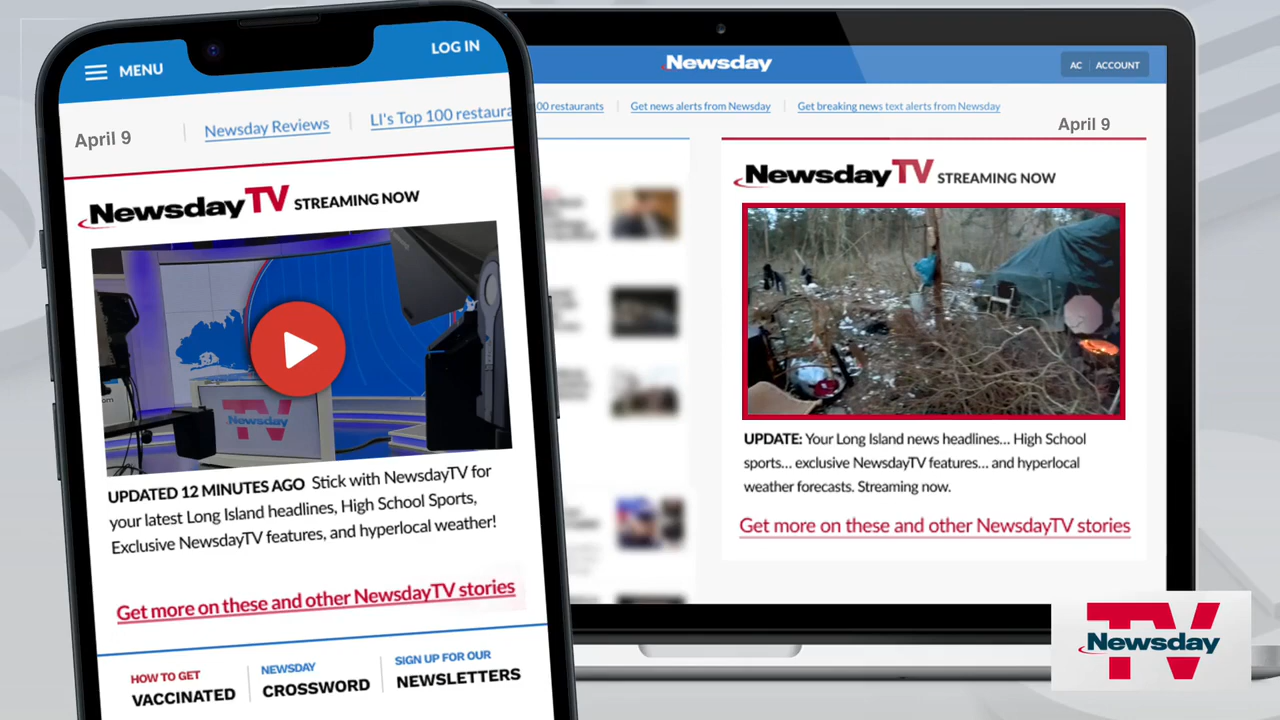 MENU
LOG IN
April 9
Newsday Reviews
LI's Top 100 restaura
NewsdayTV STREAMING NOW
TV
Newsday
UPDATED 12 MINUTES AGO Stick with NewsdayTV for
your latest Long Island headlines, High School Sports,
Exclusive NewsdayTV features, and hyperlocal weather!
Get more on these and other NewsdayTV stories
HOW TO GET
VACCINATED
NEWSDAY
CROSSWORD
SIGN UP FOR OUR
NEWSLETTERS
Newsday
AC
ACCOUNT
00 restaurants
Get news alerts from Newsday
Get breaking news text alerts from Newsday
April 9
NewsdayTV STREAMING NOW
UPDATE: Your Long Island news headlines... High School
sports... exclusive NewsdayTV features... and hyperlocal
weather forecasts. Streaming now.
Get more on these and other NewsdayTV stories
TV
Newsday